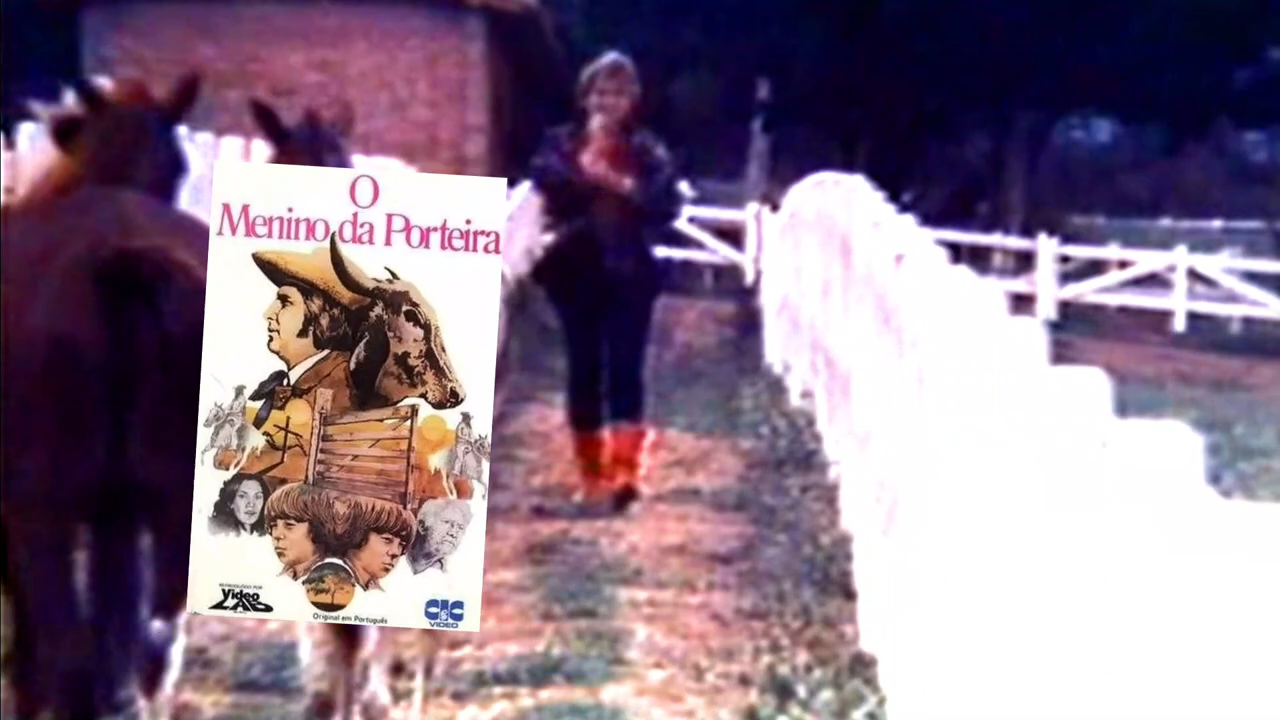 O
Menino da Porteira
REPRODUZIDO POR
Video
LAB
Original em Português
CIC
VIDEO